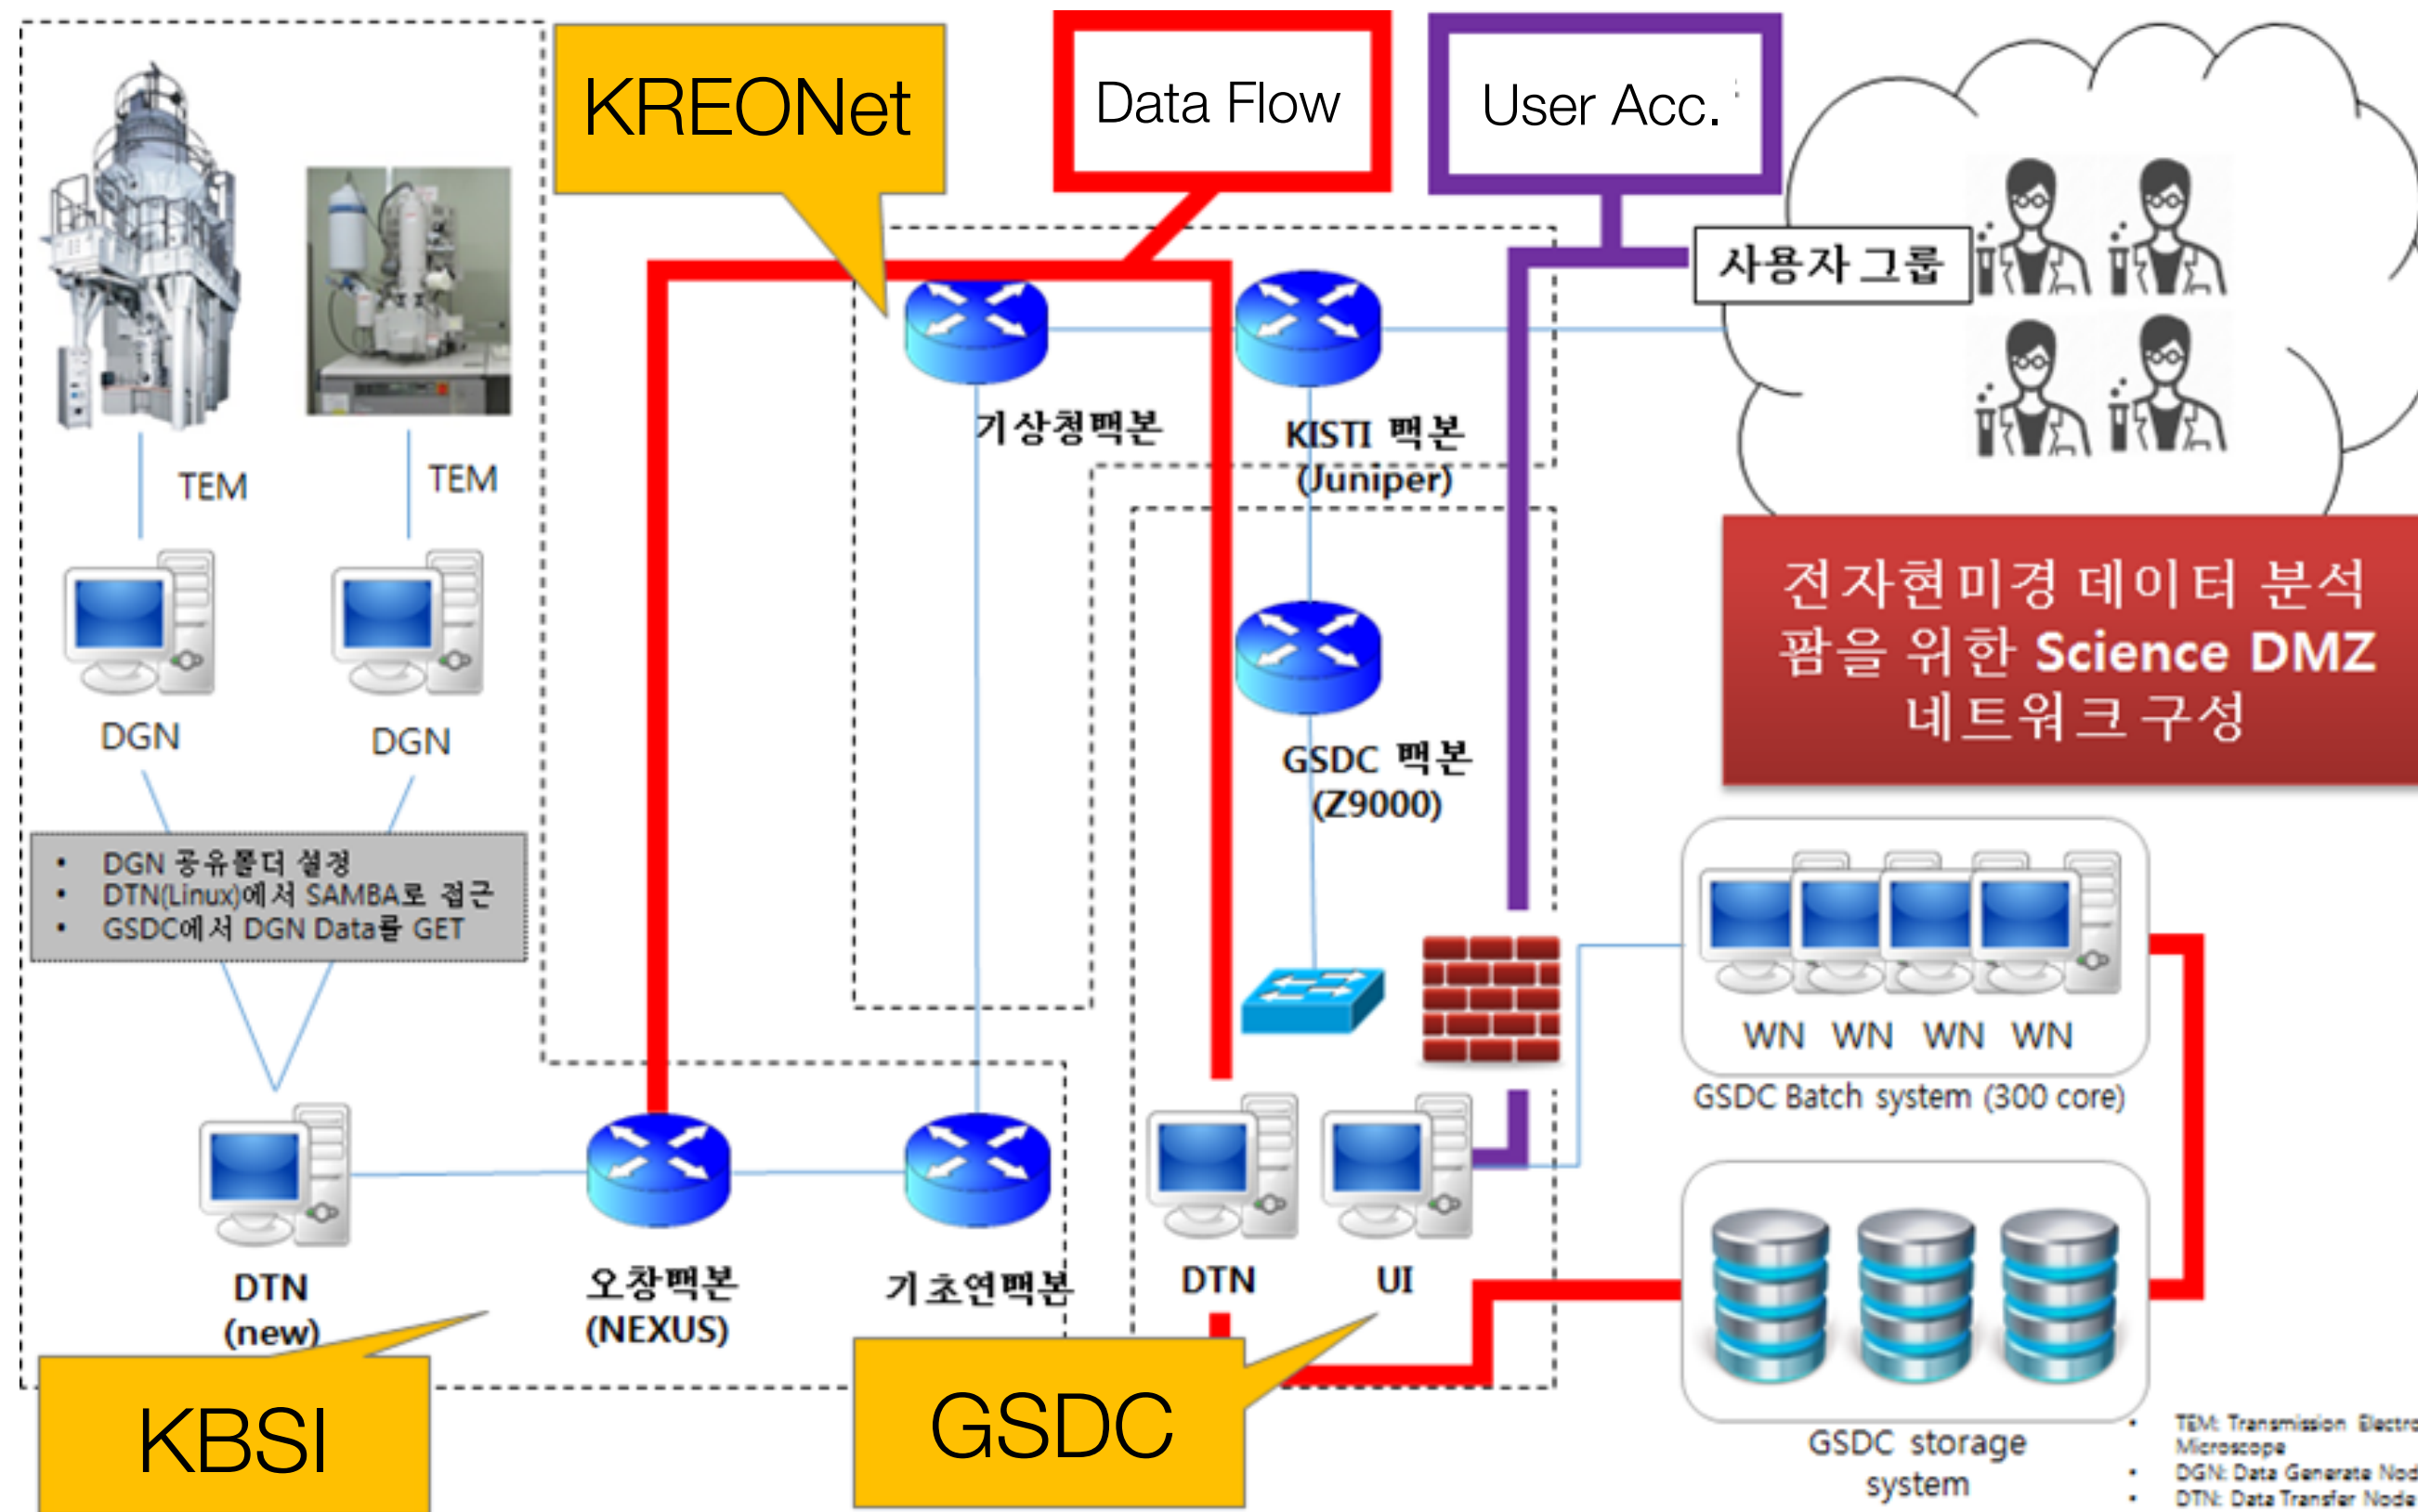 KREONet
Data Flow
User Acc.
사용자 그룹
기상청백본
KISTI 백본
(Juniper)
TEM
TEM
전자현미경 데이터 분석
팜을 위한 Science DMZ
네트워크 구성
DGN
DGN
GSDC 백본
(Z9000)
• DGN 공유폴더 설정
• DTN(Linux)에서 SAMBA로 접근
• GSDC에서 DGN Data를 GET
WN WN WN WN
GSDC Batch system (300 core)
DTN
(new)
오창백본
(NEXUS)
기초연백본
DTN
UI
KBSI
GSDC
GSDC storage
system
• TEM: Transmission Electro
Microscope
• DGN: Data Generate Nod
• DTN: Data Transfer Node